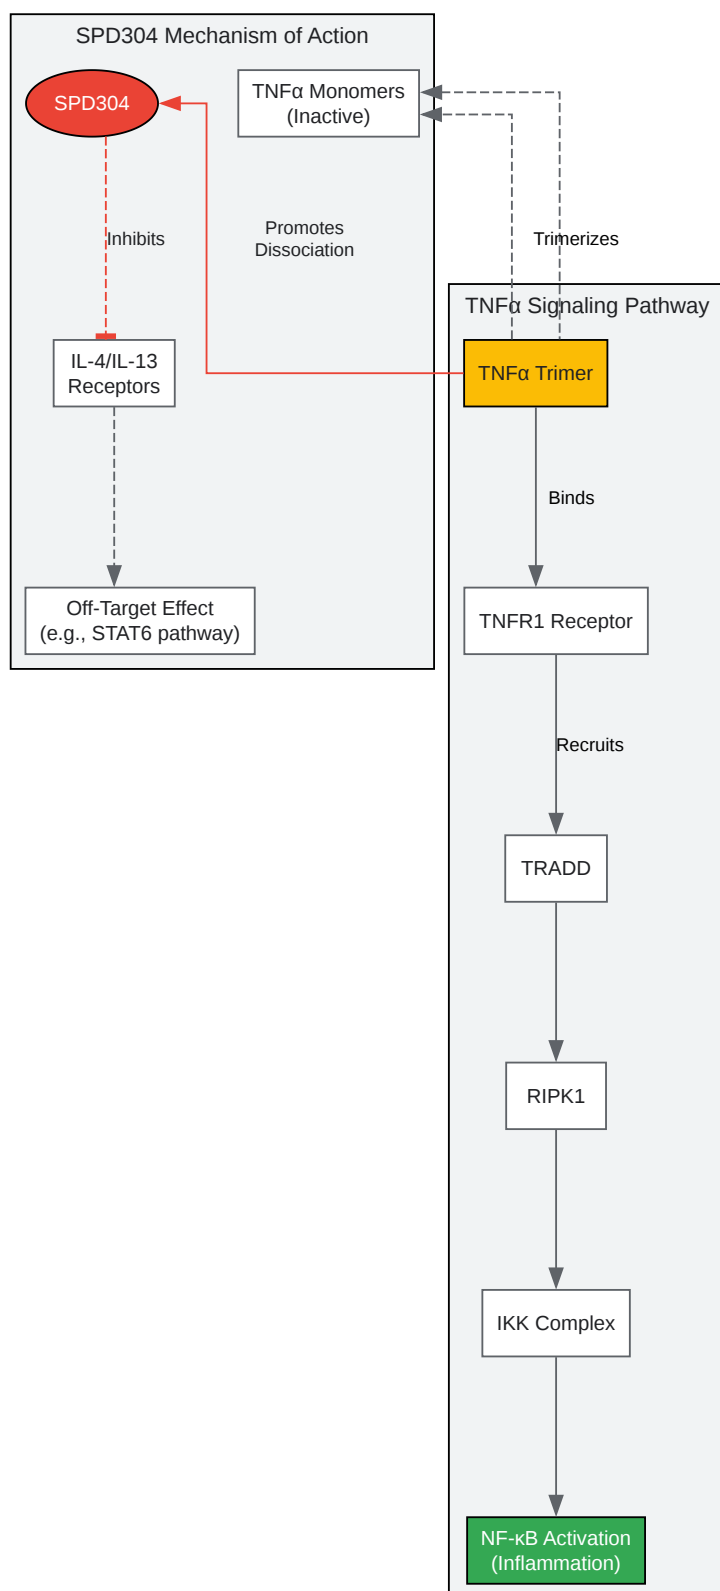 SPD304 Mechanism of Action
SPD304
TNFα Monomers
(Inactive)
Inhibits
Promotes
Dissociation
Trimerizes
IL-4/IL-13
Receptors
Off-Target Effect
(e.g., STAT6 pathway)
TNFα Signaling Pathway
TNFα Trimer
Binds
TNFR1 Receptor
Recruits
TRADD
RIPK1
IKK Complex
NF-κB Activation
(Inflammation)